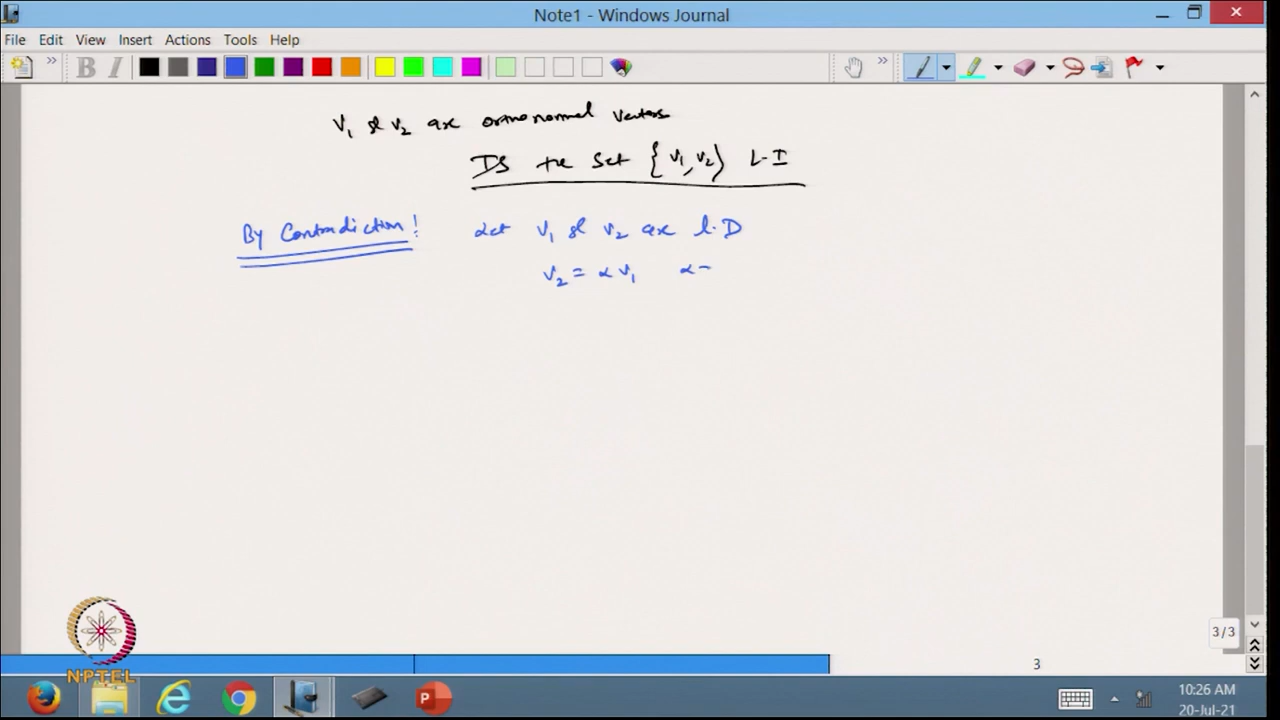 Note1 - Windows Journal
File Edit View Insert Actions Tools Help
V1 & V2 are orthonormal vectors
Is the set {V1, V2} L.I
By Contradiction! Let V1 & V2 are L.D
V2 = α V1 α
3/3
3
NPTEL
10:26 AM
20-Jul-21